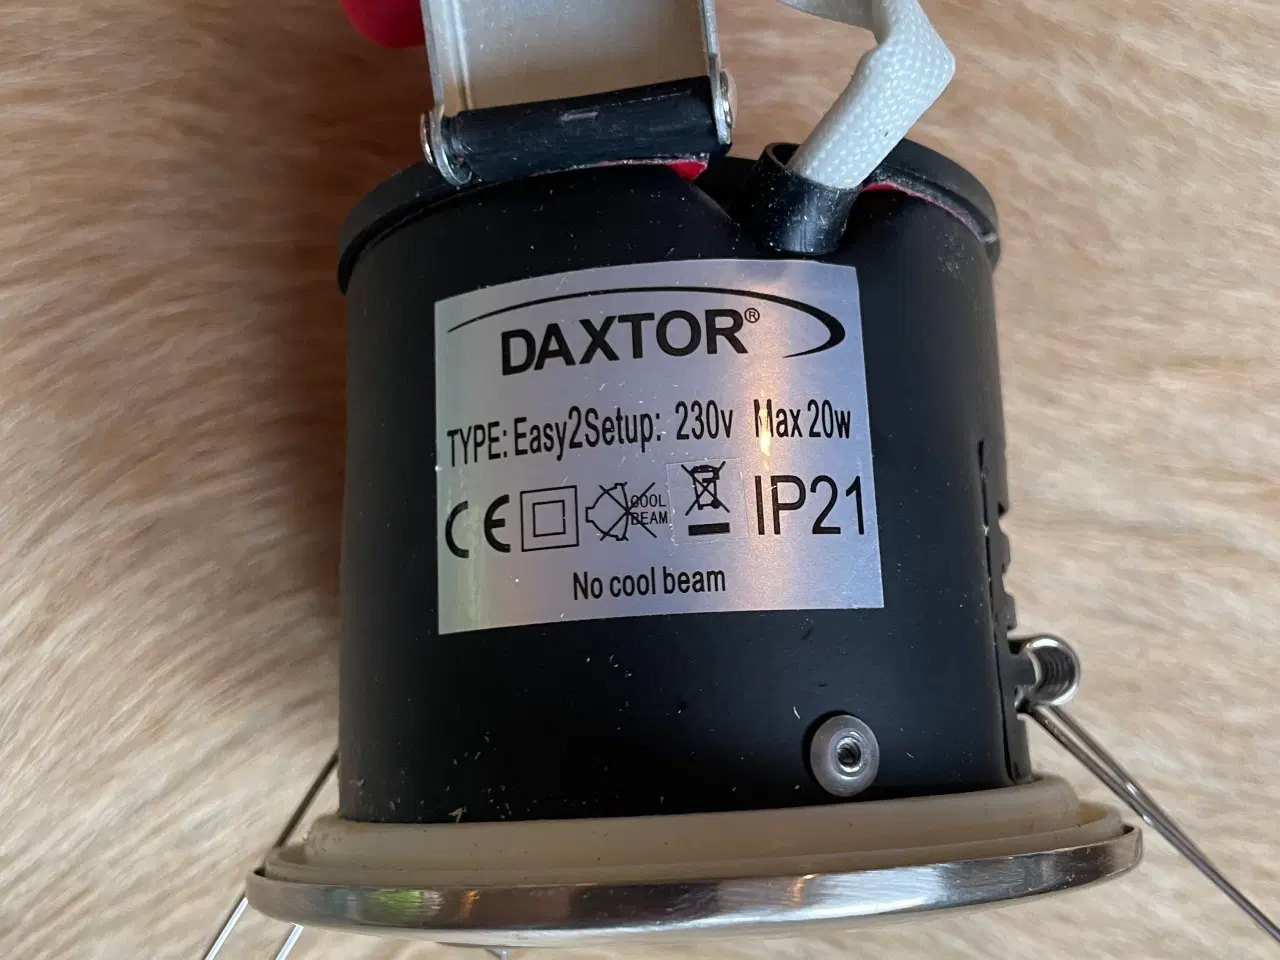 DAXTOR®
TYPE: Easy2Setup: 230v Max 20w
CE COOL BEAM IP21
No cool beam